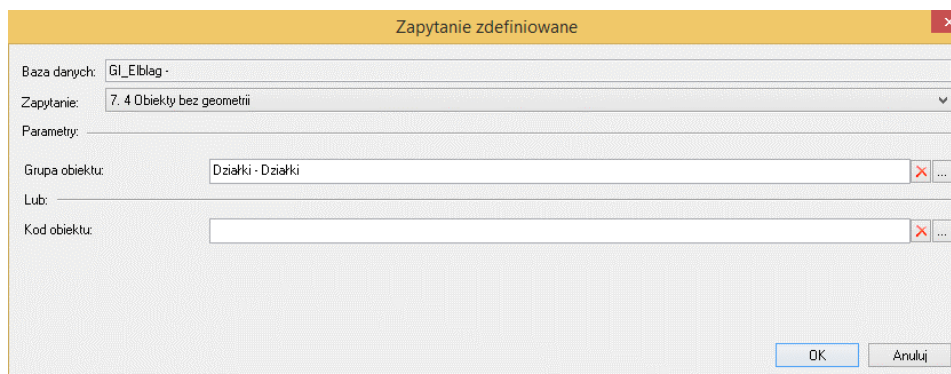 Zapytanie zdefiniowane
Baza danych: GI_Elblag -
Zapytanie: 7. 4 Obiekty bez geometrii
Parametry:
Grupa obiektu: Działki - Działki ...
Lub:
Kod obiektu: ...
OK Anuluj